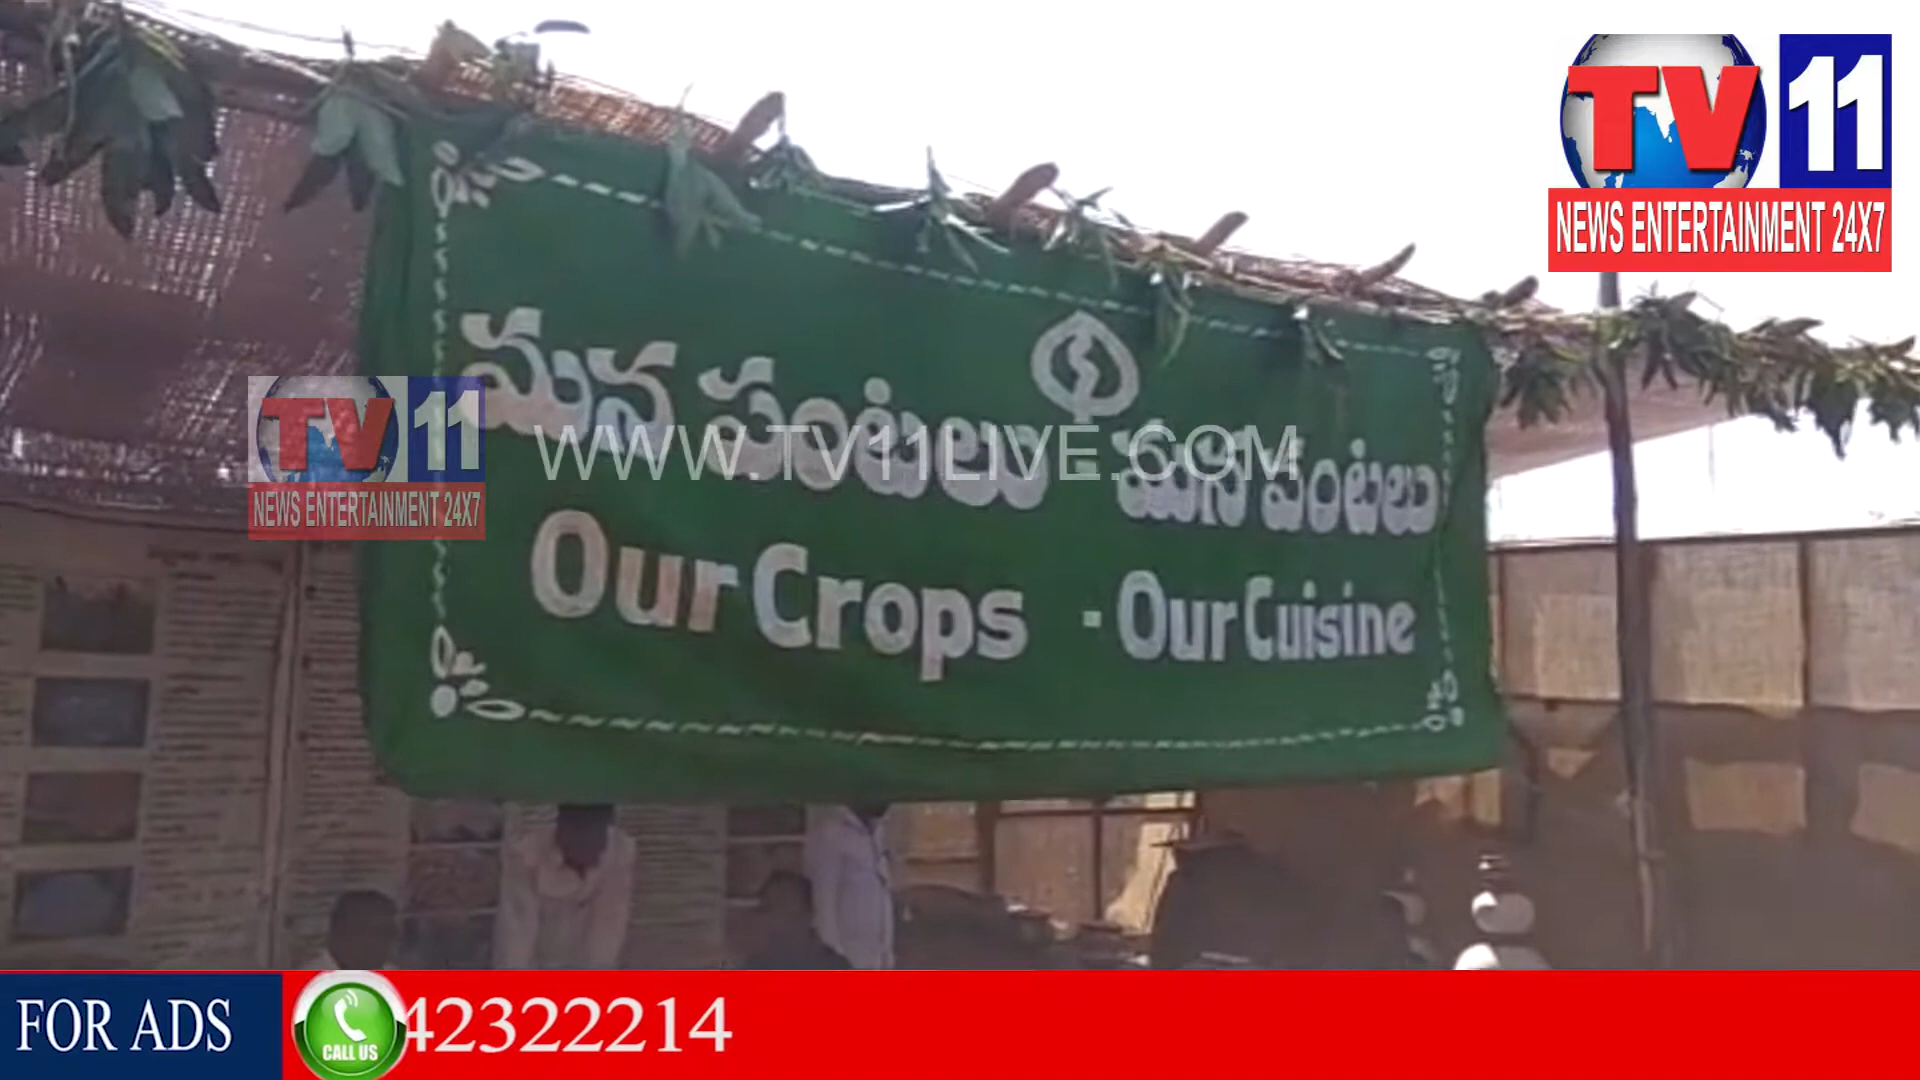 TV 11
NEWS ENTERTAINMENT 24X7
మన పంటలు - మన వంటలు
WWW.TV11LIVE.COM
TV 11
NEWS ENTERTAINMENT 24X7
Our Crops - Our Cuisine
FOR ADS
CALL US
42322214